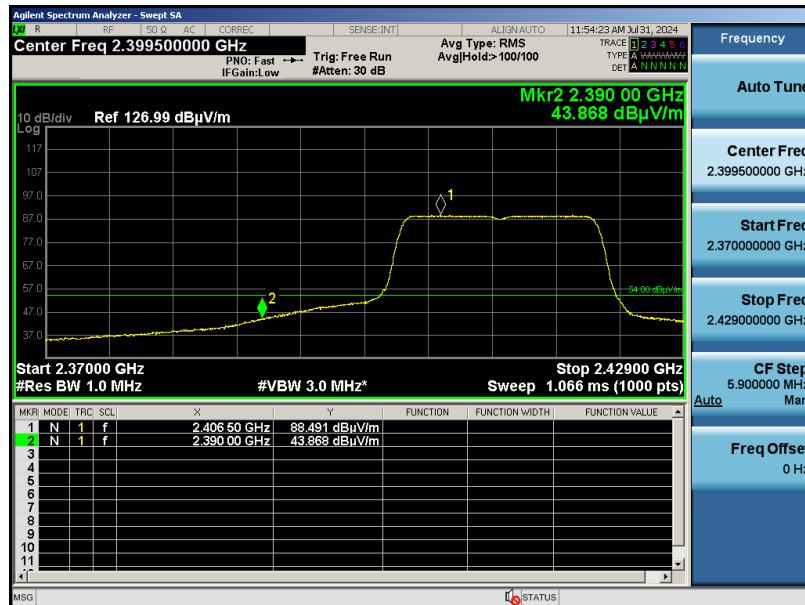 Agilent Spectrum Analyzer - Swept SA
LXI R RF 50 Ω AC CORREC SENSE:INT ALIGN AUTO 11:54:23 AM Jul 31, 2024
Center Freq 2.399500000 GHz Avg Type: RMS TRACE 1 2 3 4 5 6
PNO: Fast Trig: Free Run Avg|Hold:>100/100 TYPE A WWWWW
IFGain:Low #Atten: 30 dB DET A N N N N N
Mkr2 2.390 00 GHz
43.868 dBµV/m
10 dB/div Ref 126.99 dBµV/m
Log
117
107
97.0
87.0
77.0
67.0
57.0
47.0
37.0
1
2
54.00 dBµV/m
Start 2.37000 GHz Stop 2.42900 GHz
#Res BW 1.0 MHz #VBW 3.0 MHz* Sweep 1.066 ms (1000 pts)
MKR MODE TRC SCL X Y FUNCTION FUNCTION WIDTH FUNCTION VALUE
1 N 1 f 2.406 50 GHz 88.491 dBµV/m
2 N 1 f 2.390 00 GHz 43.868 dBµV/m
3
4
5
6
7
8
9
10
11
MSG STATUS
Frequency
Auto Tune
Center Freq
2.399500000 GHz
Start Freq
2.370000000 GHz
Stop Freq
2.429000000 GHz
CF Step
5.900000 MHz
Auto Man
Freq Offset
0 Hz